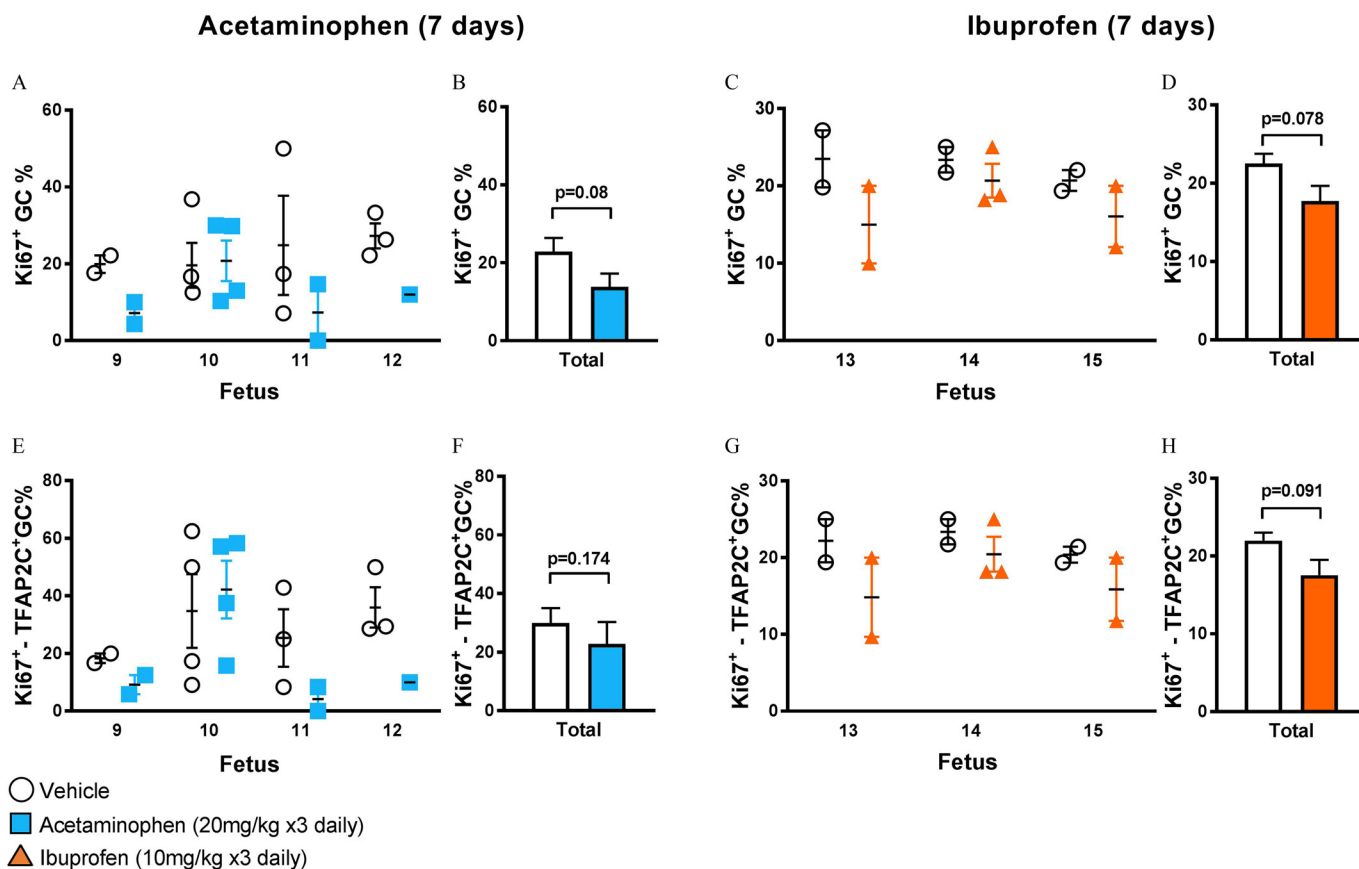 Acetaminophen (7 days)
Ibuprofen (7 days)
A
Ki67⁺ GC %
60
40
20
0
9 10 11 12
Fetus
B
Ki67⁺ GC %
60
40
20
0
p=0.08
Total
C
Ki67⁺ GC %
30
20
10
0
13 14 15
Fetus
D
Ki67⁺ GC %
30
20
10
0
p=0.078
Total
E
Ki67⁺- TFAP2C⁺GC%
80
60
40
20
0
9 10 11 12
Fetus
F
Ki67⁺ - TFAP2C⁺GC%
80
60
40
20
0
p=0.174
Total
G
Ki67⁺ - TFAP2C⁺GC%
30
20
10
0
13 14 15
Fetus
H
Ki67⁺ - TFAP2C⁺GC%
30
20
10
0
p=0.091
Total
Vehicle
Acetaminophen (20mg/kg x3 daily)
Ibuprofen (10mg/kg x3 daily)